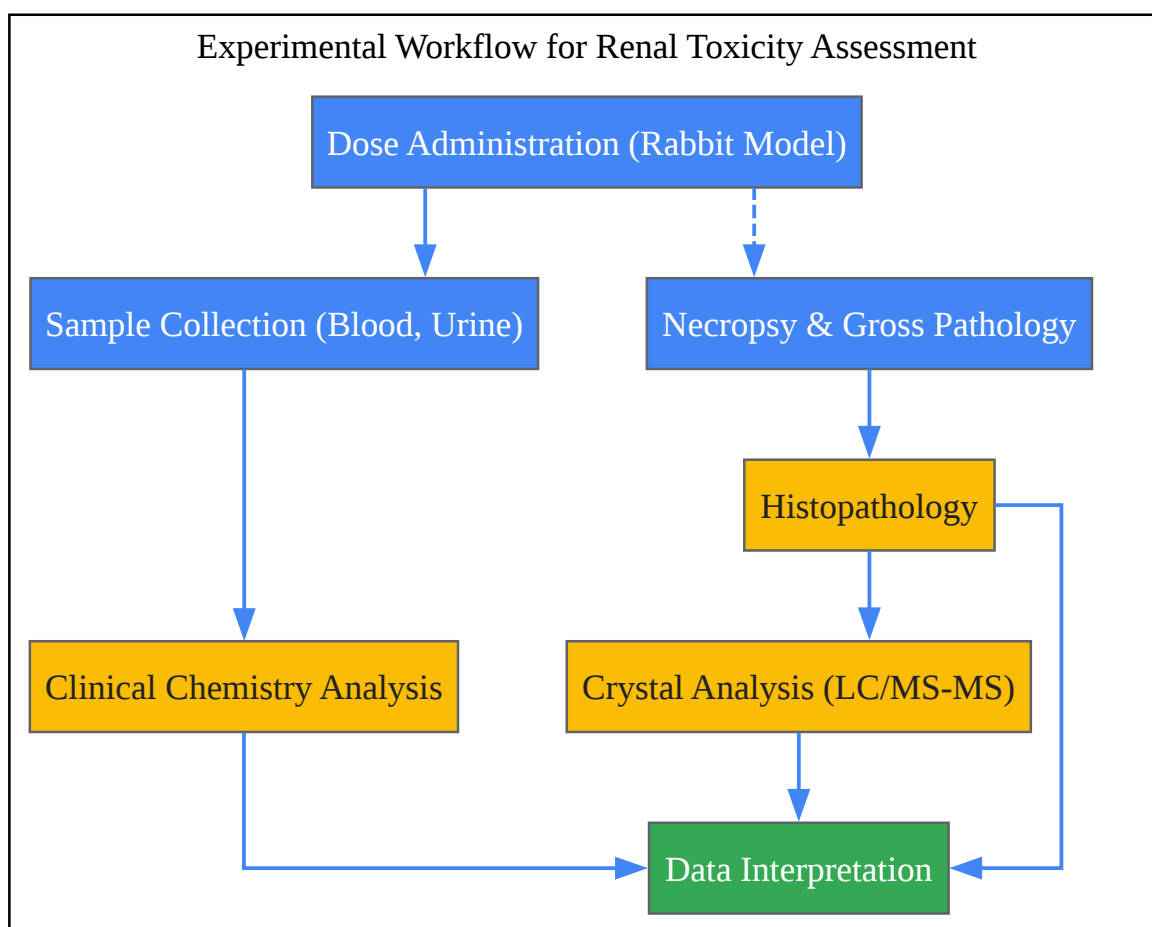 Experimental Workflow for Renal Toxicity Assessment
Dose Administration (Rabbit Model)
Sample Collection (Blood, Urine)
Necropsy & Gross Pathology
Histopathology
Clinical Chemistry Analysis
Crystal Analysis (LC/MS-MS)
Data Interpretation